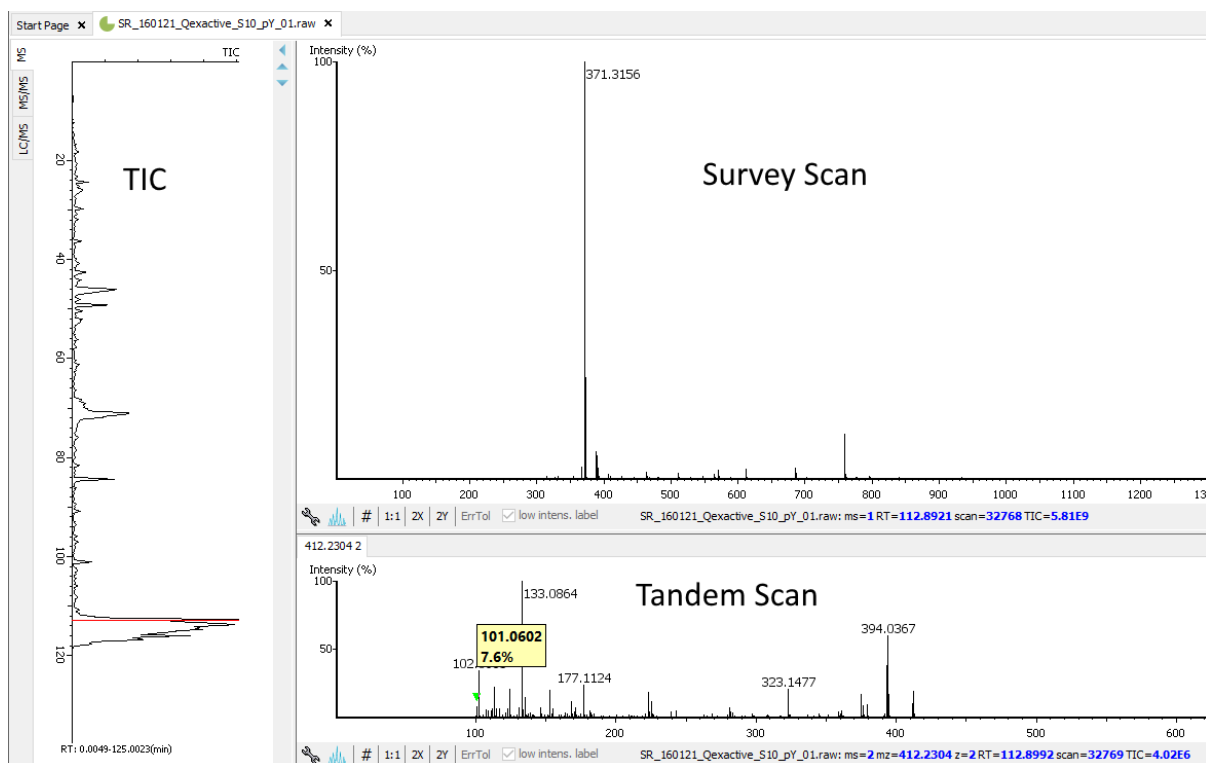 Start Page
SR_160121_Qexactive_S10_pY_01.raw
MS
MS/MS
LC/MS
TIC
20
40
60
80
100
120
TIC
RT: 0.0049-125.0023(min)
Intensity (%)
100
50
371.3156
Survey Scan
100 200 300 400 500 600 700 800 900 1000 1100 1200 130
# 1:1 2X 2Y ErrTol low intens. label SR_160121_Qexactive_S10_pY_01.raw: ms=1 RT=112.8921 scan=32768 TIC=5.81E9
412.2304 2
Intensity (%)
100
50
133.0864
Tandem Scan
101.0602
7.6%
177.1124
323.1477
394.0367
100 200 300 400 500 600
# 1:1 2X 2Y ErrTol low intens. label SR_160121_Qexactive_S10_pY_01.raw: ms=2 mz=412.2304 z=2 RT=112.8992 scan=32769 TIC=4.02E6